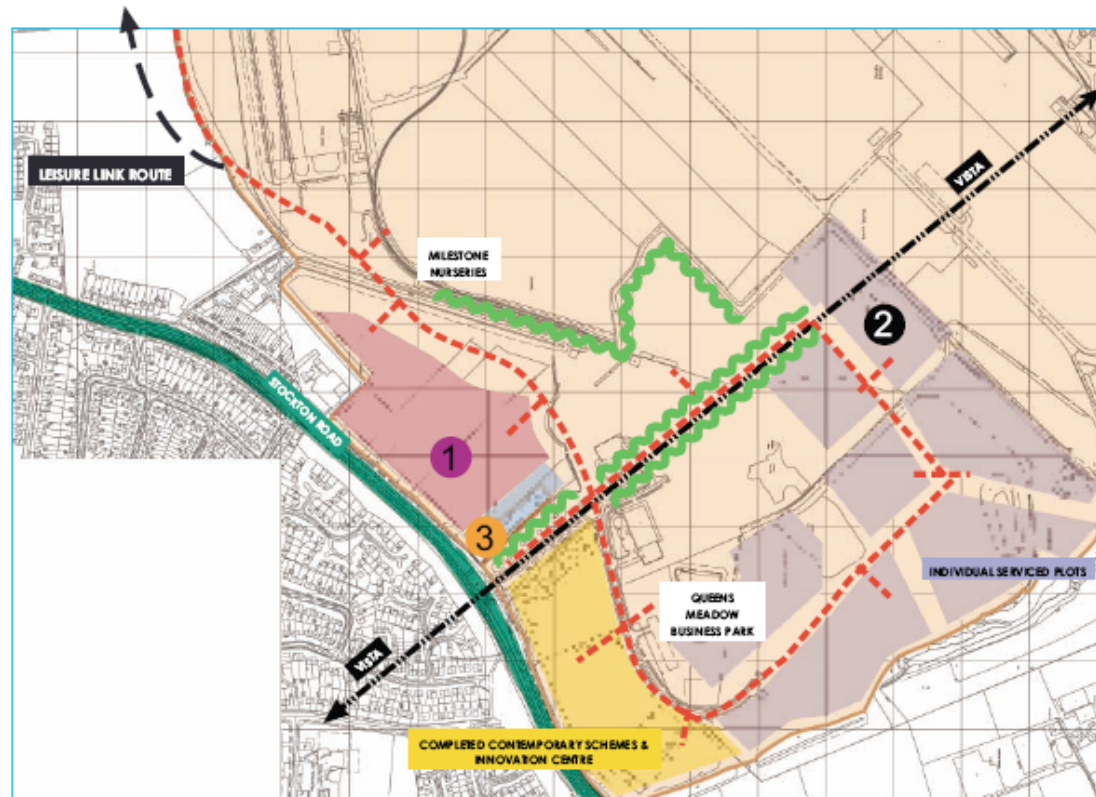 LEISURE LINK ROUTE
VISTA
MILESTONE
NURSERIES
2
STOCKTON ROAD
1
3
INDIVIDUAL SERVICED PLOTS
QUEENS
MEADOW
BUSINESS PARK
VISTA
COMPLETED CONTEMPORARY SCHEMES &
INNOVATION CENTRE